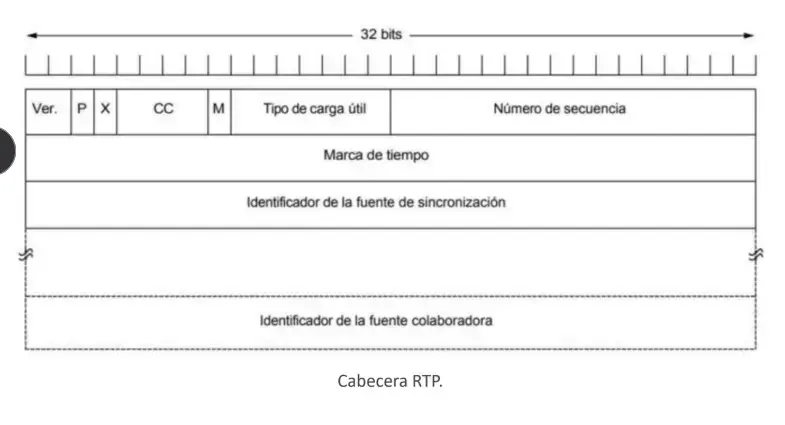 32 bits
Ver. P X CC M Tipo de carga útil Número de secuencia
Marca de tiempo
Identificador de la fuente de sincronización
Identificador de la fuente colaboradora
Cabecera RTP.